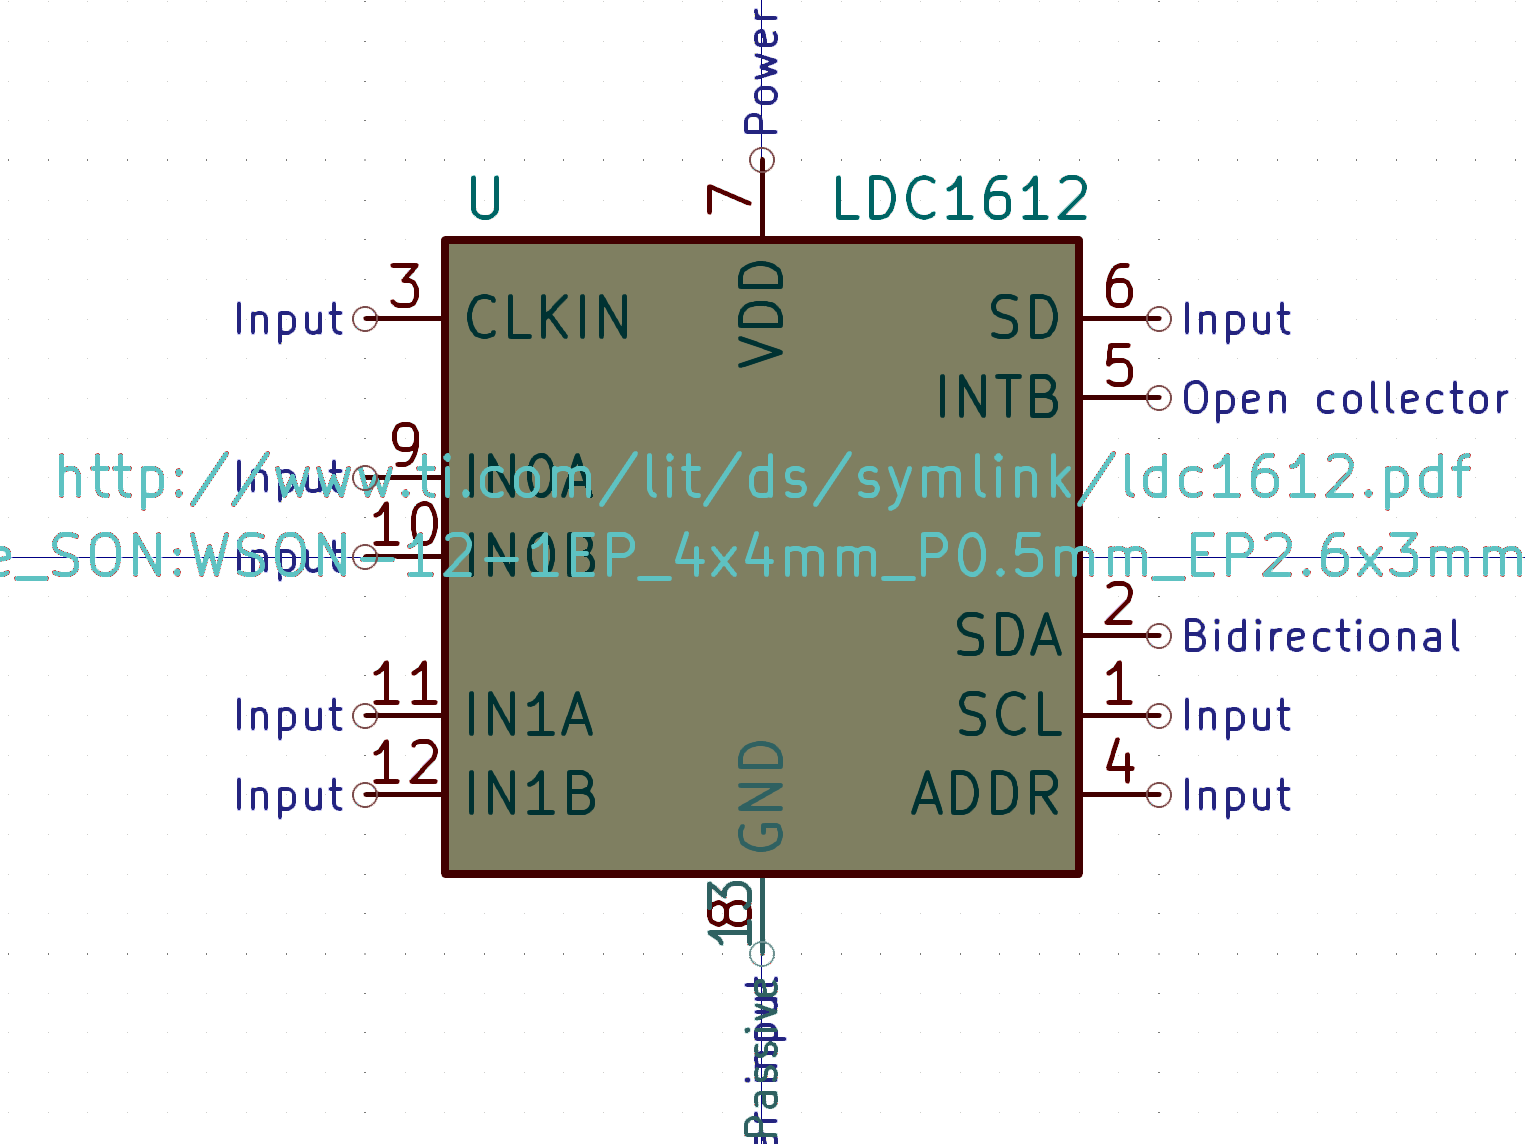 Power
7
U
LDC1612
VDD
3
Input
CLKIN
6
SD
Input
5
INTB
Open collector
9
Input
IN0A
http://www.ti.com/lit/ds/symlink/ldc1612.pdf
10
Input
IN0B
e_SON:WSON-12-1EP_4x4mm_P0.5mm_EP2.6x3mm
2
SDA
Bidirectional
11
Input
IN1A
1
SCL
Input
12
Input
IN1B
4
ADDR
Input
GND
13
8
Passive
input